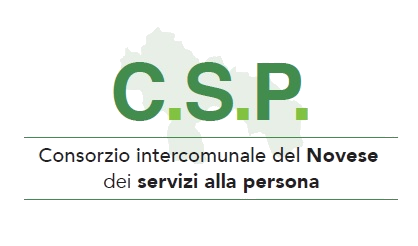 C.S.P.
Consorzio intercomunale del Novese
dei servizi alla persona